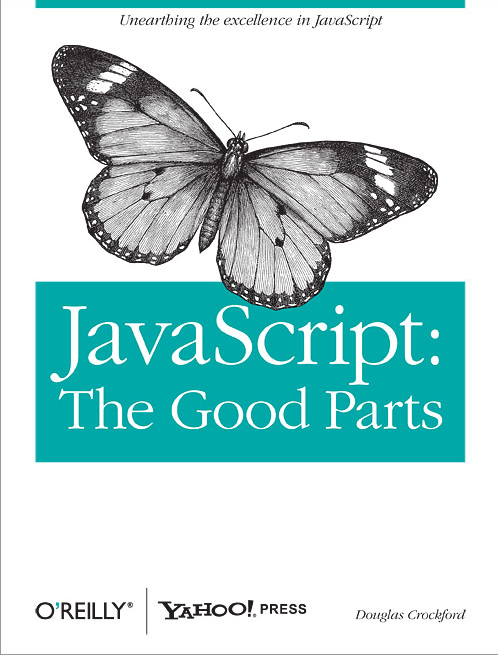 Unearthing the excellence in JavaScript
JavaScript:
The Good Parts
O'REILLY® YAHOO!® PRESS Douglas Crockford